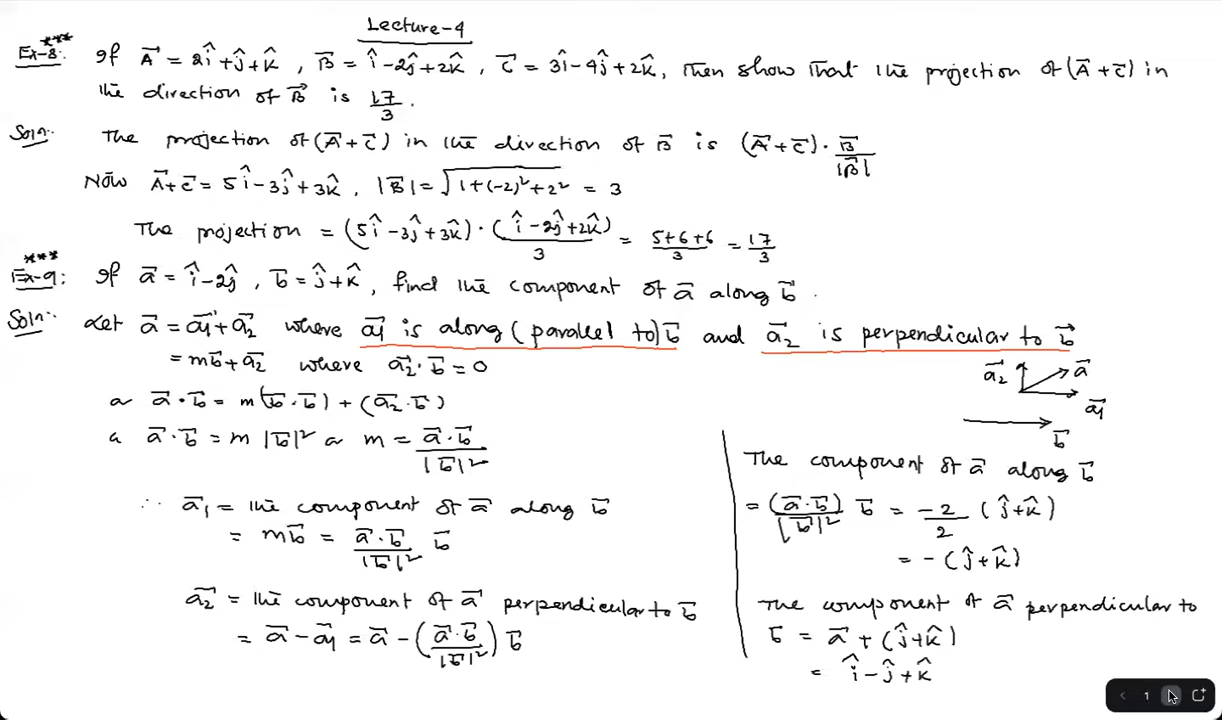 Lecture-4
***
Ex-8: If A⃗ = 2î+ĵ+k̂, B⃗ = î-2ĵ+2k̂, C⃗ = 3î-4ĵ+2k̂, Then show that the projection of (A⃗+C⃗) in
the direction of B⃗ is 17/3.
Soln: The projection of (A⃗+C⃗) in the direction of B⃗ is (A⃗+C⃗)·B⃗/|B⃗|
Now A⃗+C⃗ = 5î-3ĵ+3k̂, |B⃗| = √(1+(-2)²+2²) = 3
The projection = (5î-3ĵ+3k̂)·(î-2ĵ+2k̂)/3 = (5+6+6)/3 = 17/3
***
Ex-9: If a⃗ = î-2ĵ, b⃗ = ĵ+k̂, find the component of a⃗ along b⃗.
Soln: Let a⃗ = a⃗₁+a⃗₂ where a⃗₁ is along (parallel to) b⃗ and a⃗₂ is perpendicular to b⃗
= mb⃗+a⃗₂ where a⃗₂·b⃗ = 0
a⃗₂ a⃗ a⃗₁ b⃗
or a⃗·b⃗ = m(b⃗·b⃗) + (a⃗₂·b⃗)
or a⃗·b⃗ = m|b⃗|² or m = a⃗·b⃗/|b⃗|²
∴ a⃗₁ = the component of a⃗ along b⃗
= mb⃗ = a⃗·b⃗/|b⃗|² b⃗
a⃗₂ = the component of a⃗ perpendicular to b⃗
= a⃗-a⃗₁ = a⃗-(a⃗·b⃗/|b⃗|²) b⃗
The component of a⃗ along b⃗
= (a⃗·b⃗)/|b⃗|² b⃗ = -2/2 (ĵ+k̂)
= -(ĵ+k̂)
The component of a⃗ perpendicular to
b⃗ = a⃗+(ĵ+k̂)
= î-ĵ+k̂
1